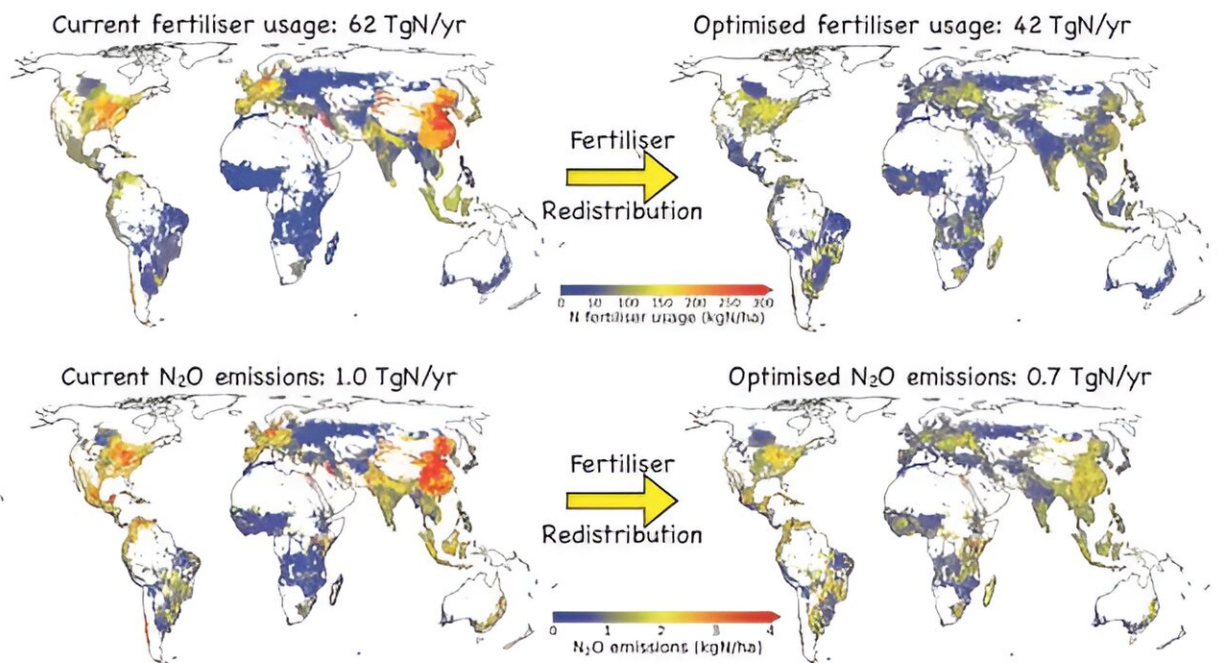 Current fertiliser usage: 62 TgN/yr
Optimised fertiliser usage: 42 TgN/yr
Fertiliser
Redistribution
0 50 100 150 200 250 300
N fertiliser usage (kgN/ha)
Current N₂O emissions: 1.0 TgN/yr
Optimised N₂O emissions: 0.7 TgN/yr
Fertiliser
Redistribution
0 1 2 3 4
N₂O emissions (kgN/ha)